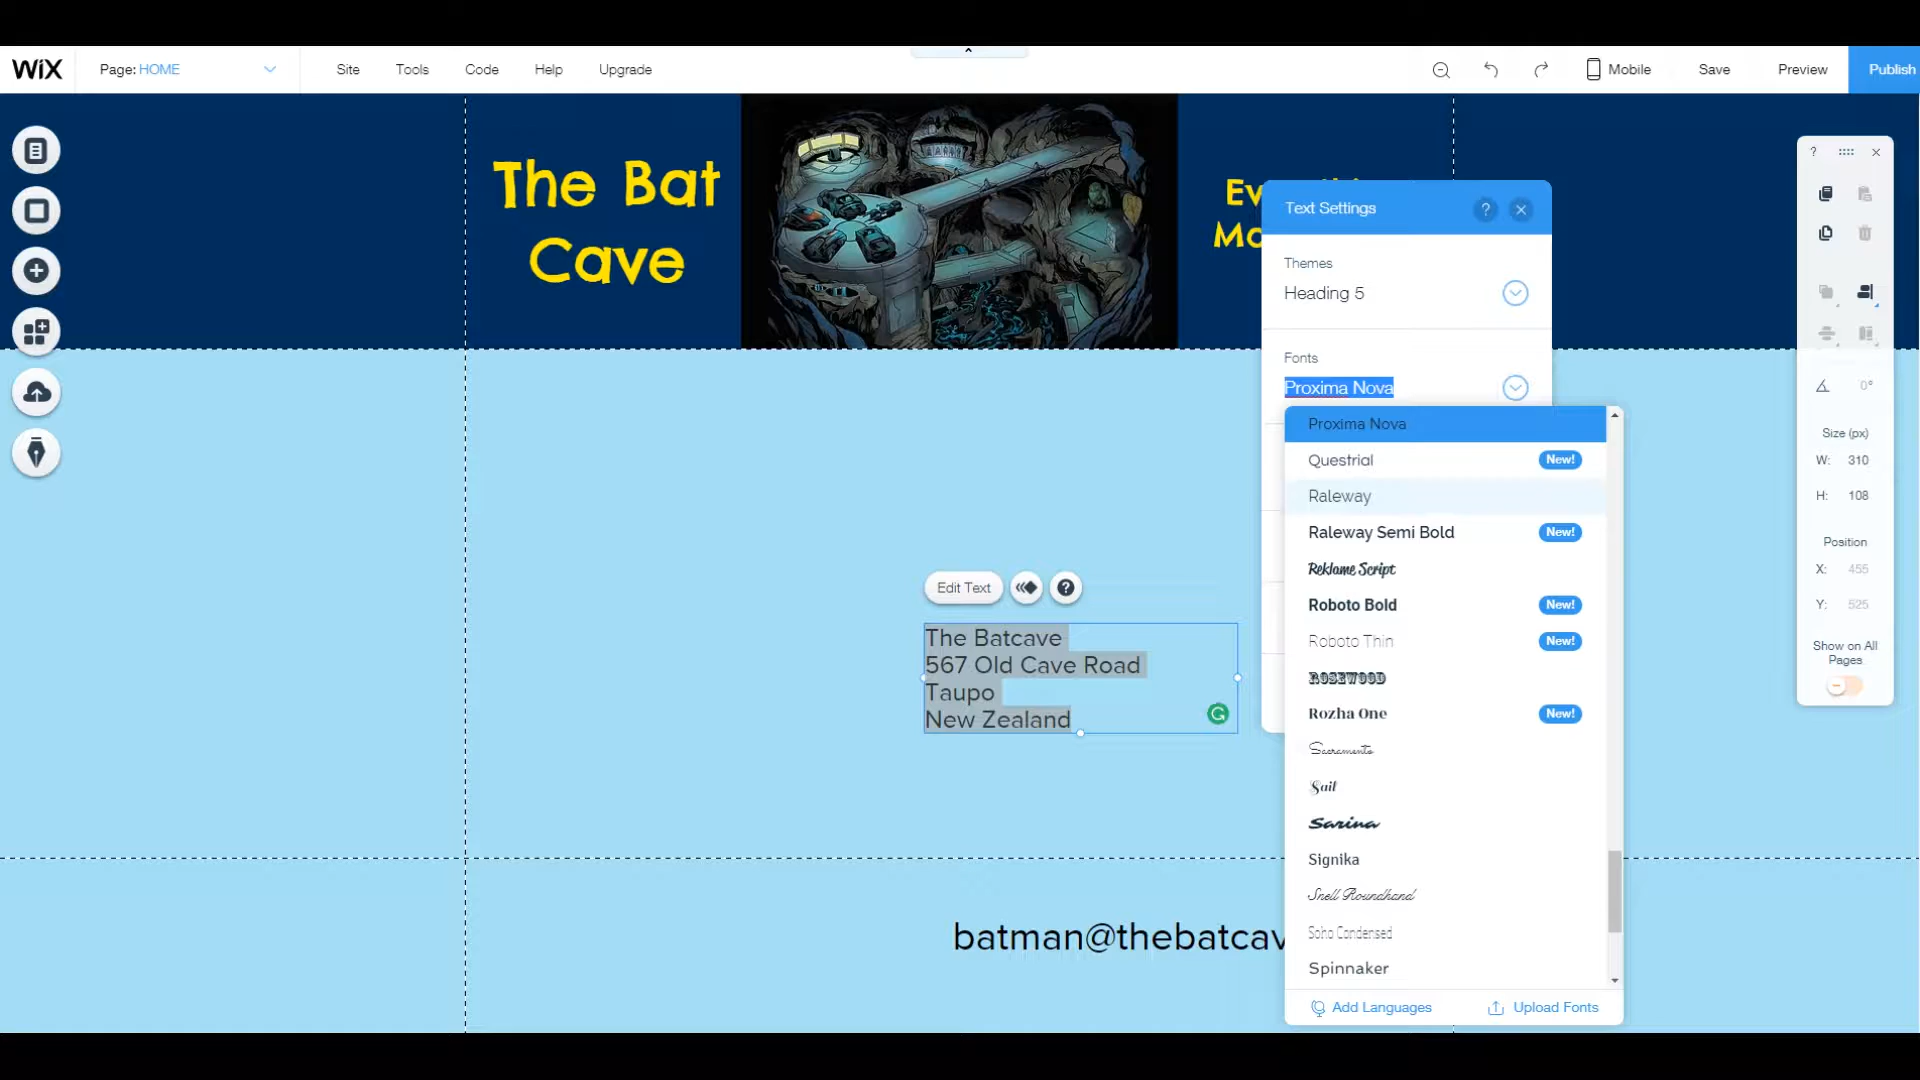 WiX
Page: HOME
Site
Tools
Code
Help
Upgrade
Mobile
Save
Preview
Publish
The Bat
Cave
Text Settings
?
Themes
Heading 5
Fonts
Proxima Nova
Proxima Nova
Questrial New!
Raleway
Raleway Semi Bold New!
Reklame Script
Roboto Bold New!
Roboto Thin New!
ROSEWOOD
Rozha One New!
Sacramento
Sail
Sarina
Signika
Snell Roundhand
Soho Condensed
Spinnaker
Add Languages
Upload Fonts
Edit Text
?
The Batcave
567 Old Cave Road
Taupo
New Zealand
batman@thebatcav
?
0°
Size (px)
W: 310
H: 108
Position
X: 455
Y: 525
Show on All
Pages